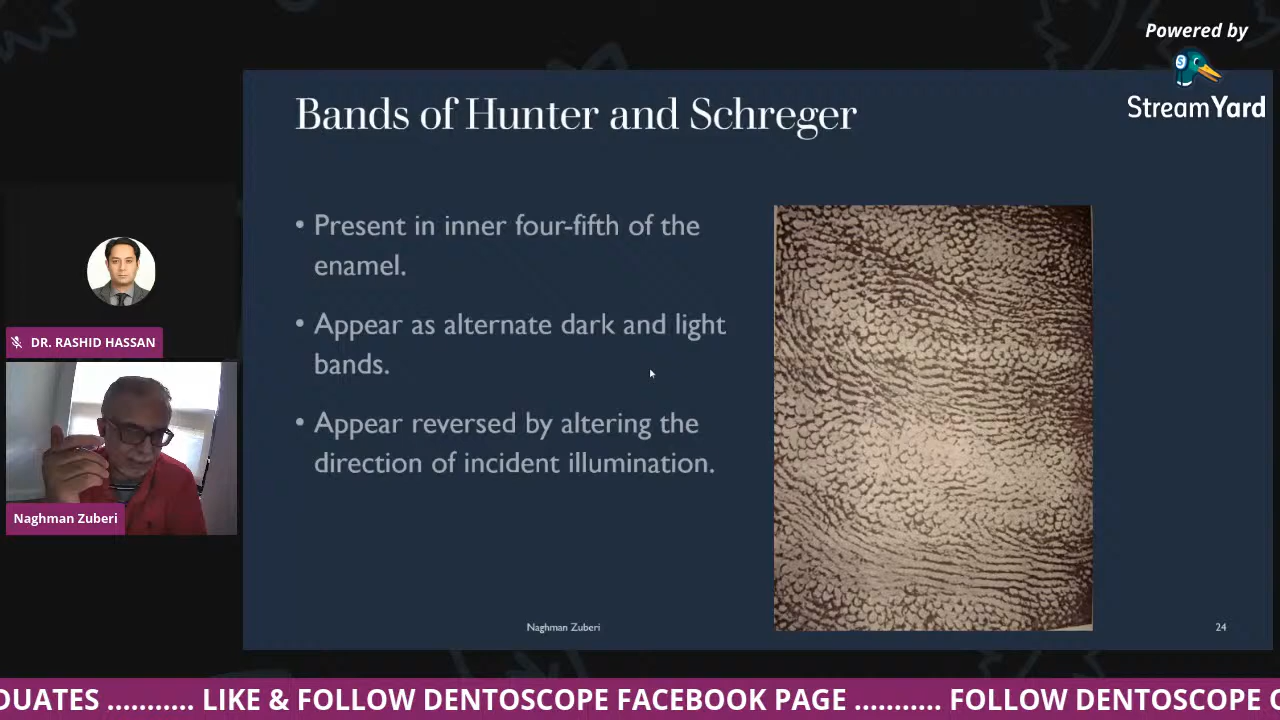 Powered by
StreamYard
Bands of Hunter and Schreger
• Present in inner four-fifth of the
enamel.
• Appear as alternate dark and light
bands.
• Appear reversed by altering the
direction of incident illumination.
DR. RASHID HASSAN
Naghman Zuberi
Naghman Zuberi
24
DUATES ........... LIKE & FOLLOW DENTOSCOPE FACEBOOK PAGE ........... FOLLOW DENTOSCOPE